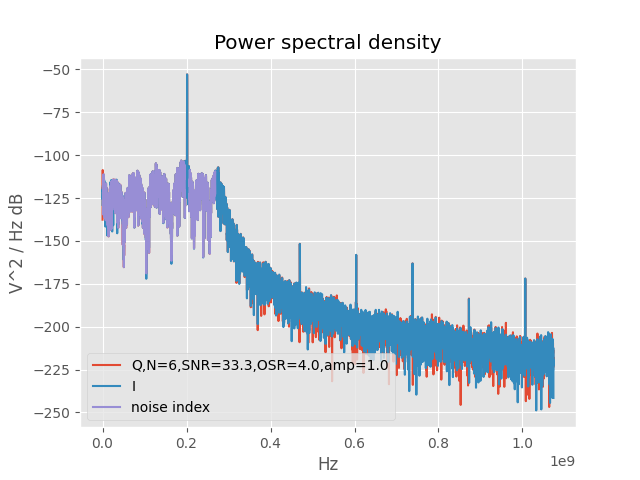 Power spectral density
V^2 / Hz dB
−50
−75
−100
−125
−150
−175
−200
−225
−250
Q,N=6,SNR=33.3,OSR=4.0,amp=1.0
I
noise index
0.0 0.2 0.4 0.6 0.8 1.0
1e9
Hz